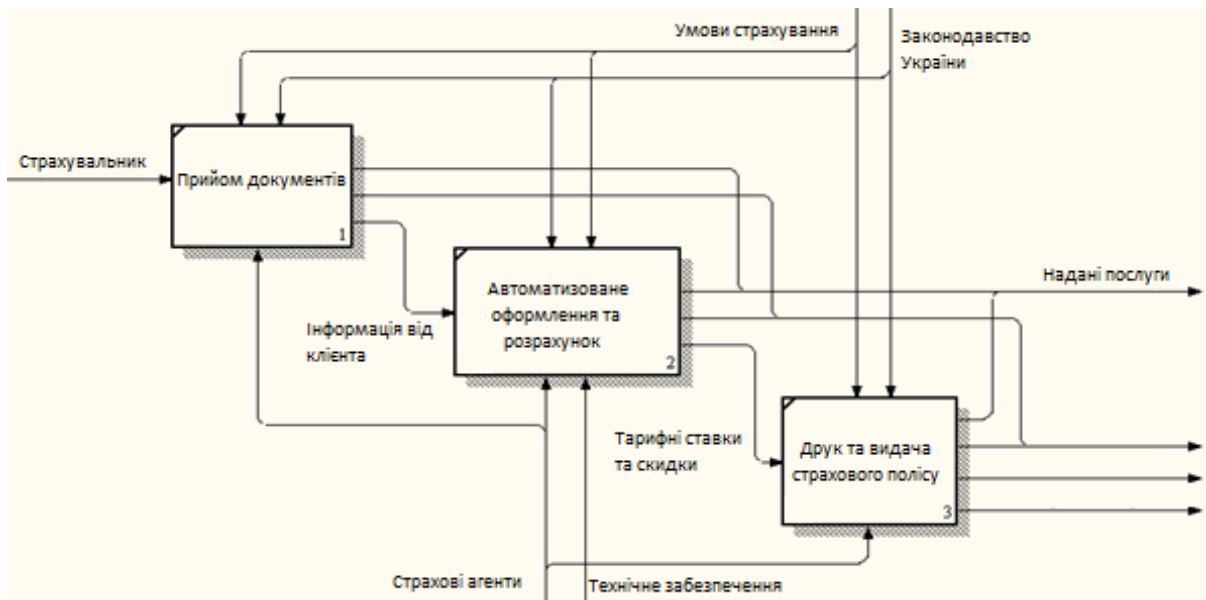 Умови страхування
Законодавство
України
Страхувальник
Прийом документів
1
Інформація від
клієнта
Автоматизоване
оформлення та
розрахунок
2
Надані послуги
Тарифні ставки
та скидки
Друк та видача
страхового полісу
3
Страхові агенти
Технічне забезпечення